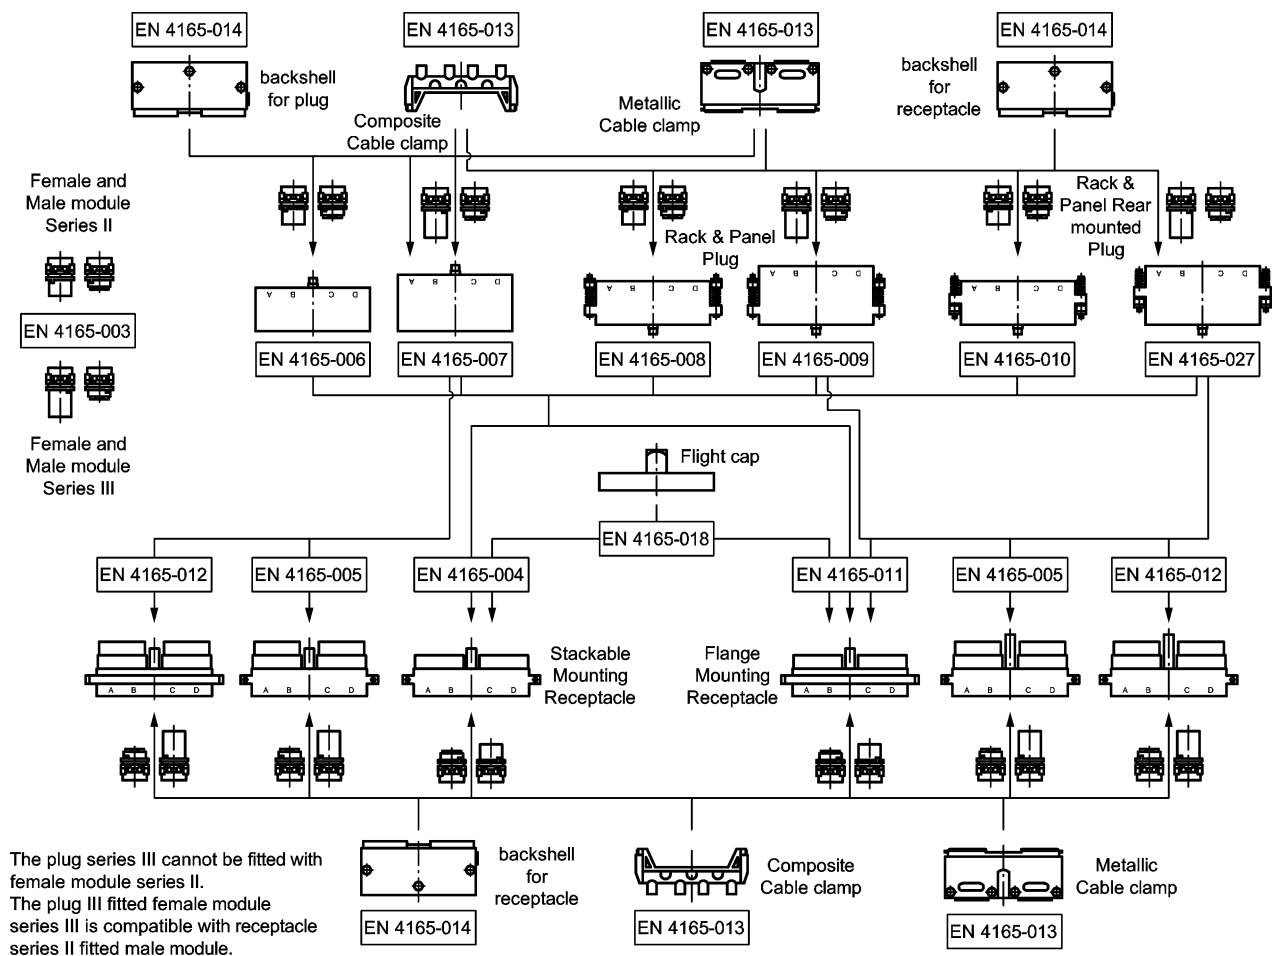 EN 4165-014
EN 4165-013
EN 4165-013
EN 4165-014
backshell
for plug
Composite
Cable clamp
Metallic
Cable clamp
backshell
for
receptacle
Female and
Male module
Series II
EN 4165-003
Female and
Male module
Series III
Rack & Panel
Plug
Rack &
Panel Rear
mounted
Plug
A B C D
A B C D
A B C D
A B C D
A B C D
A B C D
EN 4165-006
EN 4165-007
EN 4165-008
EN 4165-009
EN 4165-010
EN 4165-027
Flight cap
EN 4165-018
EN 4165-012
EN 4165-005
EN 4165-004
EN 4165-011
EN 4165-005
EN 4165-012
Stackable
Mounting
Receptacle
Flange
Mounting
Receptacle
A B C D
A B C D
A B C D
A B C D
A B C D
A B C D
backshell
for
receptacle
EN 4165-014
Composite
Cable clamp
EN 4165-013
Metallic
Cable clamp
EN 4165-013
The plug series III cannot be fitted with
female module series II.
The plug III fitted female module
series III is compatible with receptacle
series II fitted male module.